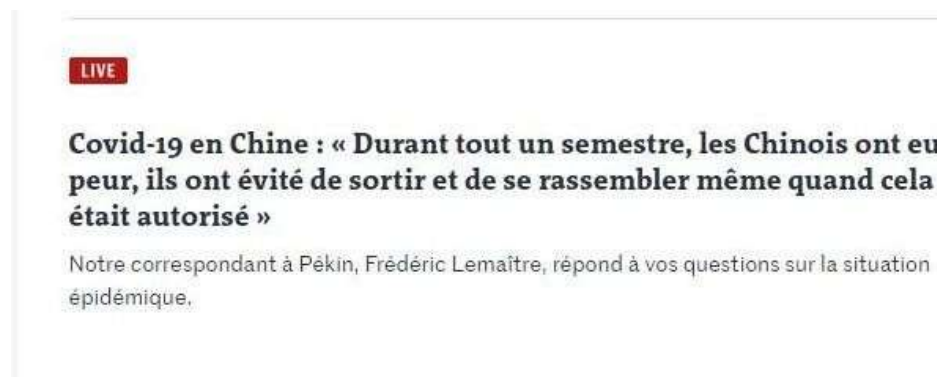 LIVE
Covid-19 en Chine : « Durant tout un semestre, les Chinois ont eu
peur, ils ont évité de sortir et de se rassembler même quand cela
était autorisé »
Notre correspondant à Pékin, Frédéric Lemaître, répond à vos questions sur la situation
épidémique.